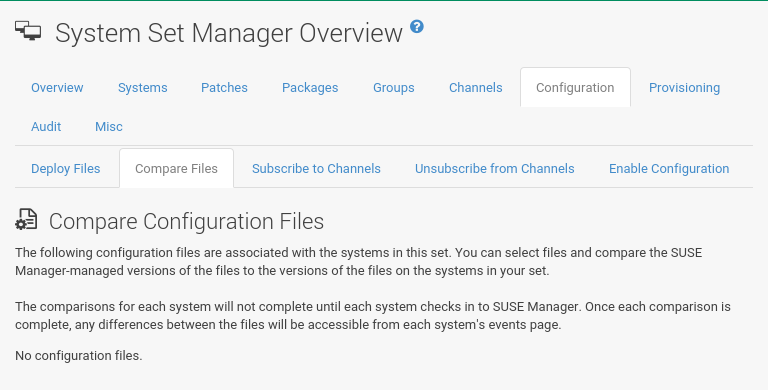 System Set Manager Overview ?
Overview Systems Patches Packages Groups Channels Configuration Provisioning
Audit Misc
Deploy Files Compare Files Subscribe to Channels Unsubscribe from Channels Enable Configuration
Compare Configuration Files
The following configuration files are associated with the systems in this set. You can select files and compare the SUSE
Manager-managed versions of the files to the versions of the files on the systems in your set.
The comparisons for each system will not complete until each system checks in to SUSE Manager. Once each comparison is
complete, any differences between the files will be accessible from each system's events page.
No configuration files.